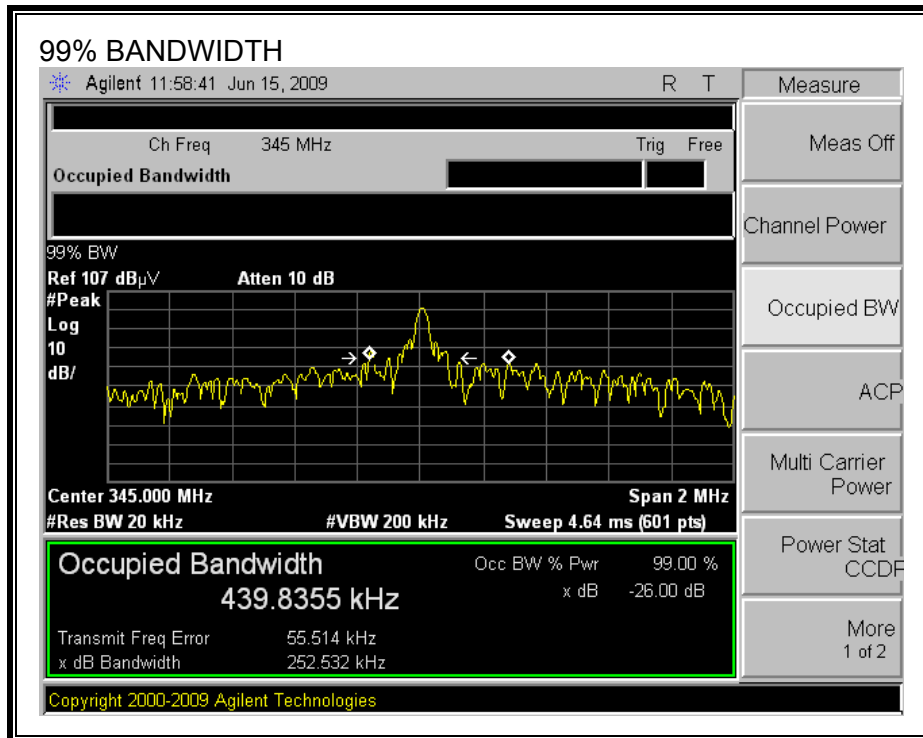 99% BANDWIDTH
Agilent 11:58:41 Jun 15, 2009 R T
Measure
Ch Freq 345 MHz Trig Free
Occupied Bandwidth
Meas Off
Channel Power
99% BW
Ref 107 dBµV Atten 10 dB
#Peak
Log
10
dB/
Occupied BW
ACP
Multi Carrier
Power
Center 345.000 MHz Span 2 MHz
#Res BW 20 kHz #VBW 200 kHz Sweep 4.64 ms (601 pts)
Occupied Bandwidth Occ BW % Pwr 99.00 %
439.8355 kHz x dB -26.00 dB
Power Stat
CCDF
Transmit Freq Error 55.514 kHz
x dB Bandwidth 252.532 kHz
More
1 of 2
Copyright 2000-2009 Agilent Technologies